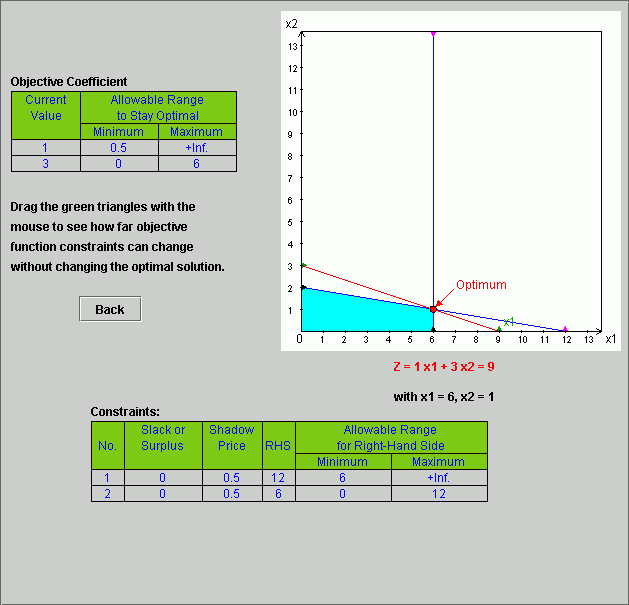 x2
13
12
11
10
9
8
7
6
5
4
3
2
1
0 1 2 3 4 5 6 7 8 9 10 11 12 13 x1
Optimum
x1
Objective Coefficient
Current Value
Allowable Range
to Stay Optimal
Minimum Maximum
1 0.5 +Inf.
3 0 6
Drag the green triangles with the
mouse to see how far objective
function constraints can change
without changing the optimal solution.
Back
Z = 1 x1 + 3 x2 = 9
with x1 = 6, x2 = 1
Constraints:
No.
Slack or
Surplus
Shadow
Price
RHS
Allowable Range
for Right-Hand Side
Minimum Maximum
1 0 0.5 12 6 +Inf.
2 0 0.5 6 0 12